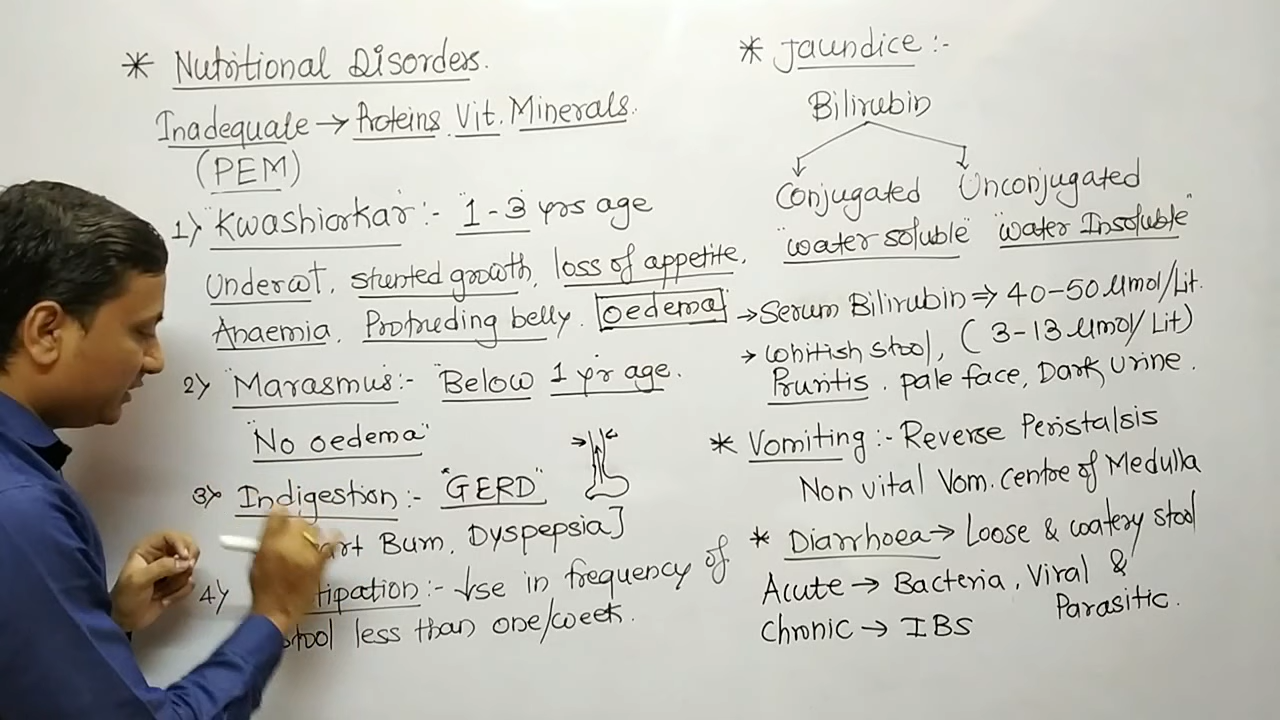 * Nutritional Disorders.
Inadequate → Proteins. Vit. Minerals.
(PEM)
1) "Kwashiorkar":- "1-3 yrs age
Underwt, stunted growth, loss of appetite,
Anaemia, Protruding belly. oedema
2) "Marasmus":- "Below 1 yr age.
"No oedema"
3) Indigestion:- "GERD"
Burn, Dyspepsia]
4) :- ↓se in frequency of
stool less than one/week.
* Jaundice:-
Bilirubin
Conjugated Unconjugated
"water soluble" "water Insoluble"
→ Serum Bilirubin ⇒ 40-50 μmol/Lit.
→ Whitish stool, (3-13 μmol/Lit)
Pruritis. pale face, Dark urine.
* Vomiting:- Reverse Peristalsis
Non vital Vom. centre of Medulla
* Diarrhoea → Loose & watery stool
Acute → Bacteria, Viral &
Parasitic.
Chronic → IBS